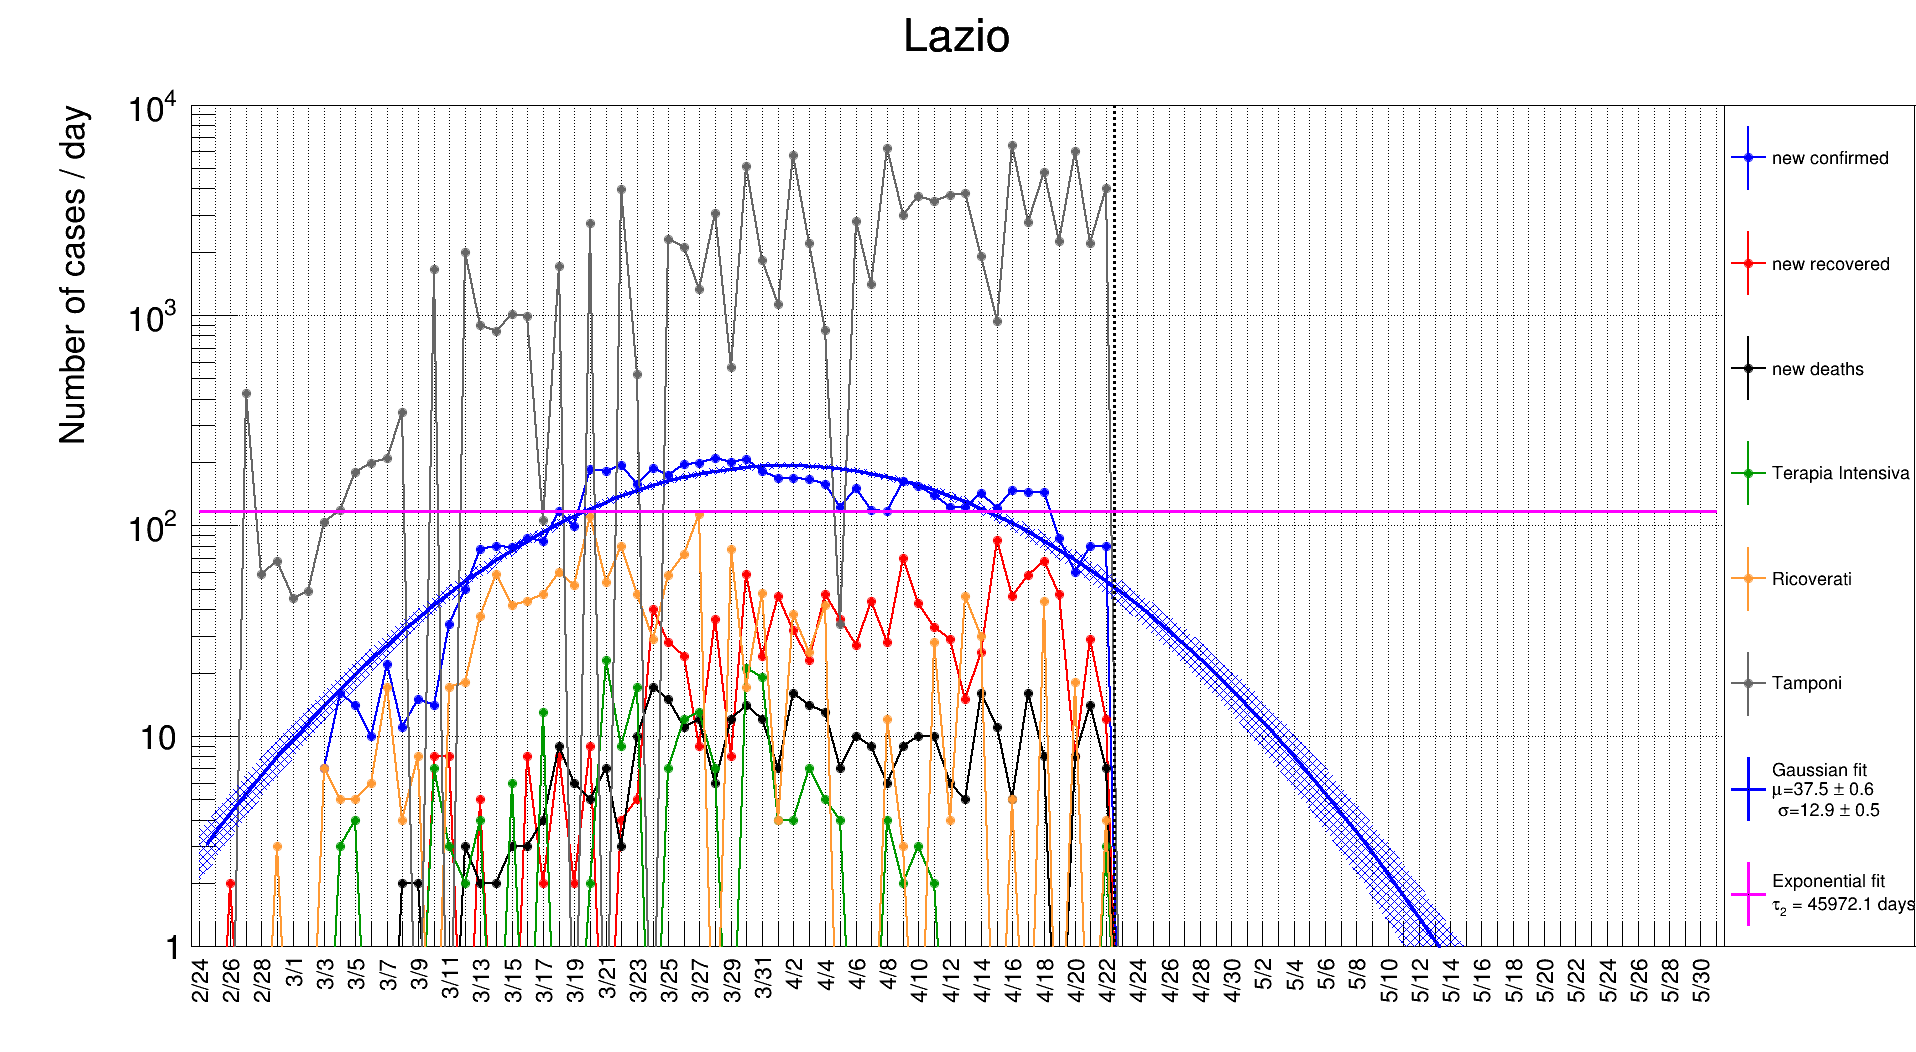 Lazio
Number of cases / day
10⁴
10³
10²
10
1
2/24 2/26 2/28 3/1 3/3 3/5 3/7 3/9 3/11 3/13 3/15 3/17 3/19 3/21 3/23 3/25 3/27 3/29 3/31 4/2 4/4 4/6 4/8 4/10 4/12 4/14 4/16 4/18 4/20 4/22 4/24 4/26 4/28 4/30 5/2 5/4 5/6 5/8 5/10 5/12 5/14 5/16 5/18 5/20 5/22 5/24 5/26 5/28 5/30
new confirmed
new recovered
new deaths
Terapia Intensiva
Ricoverati
Tamponi
Gaussian fit
μ=37.5 ± 0.6
σ=12.9 ± 0.5
Exponential fit
τ₂ = 45972.1 days